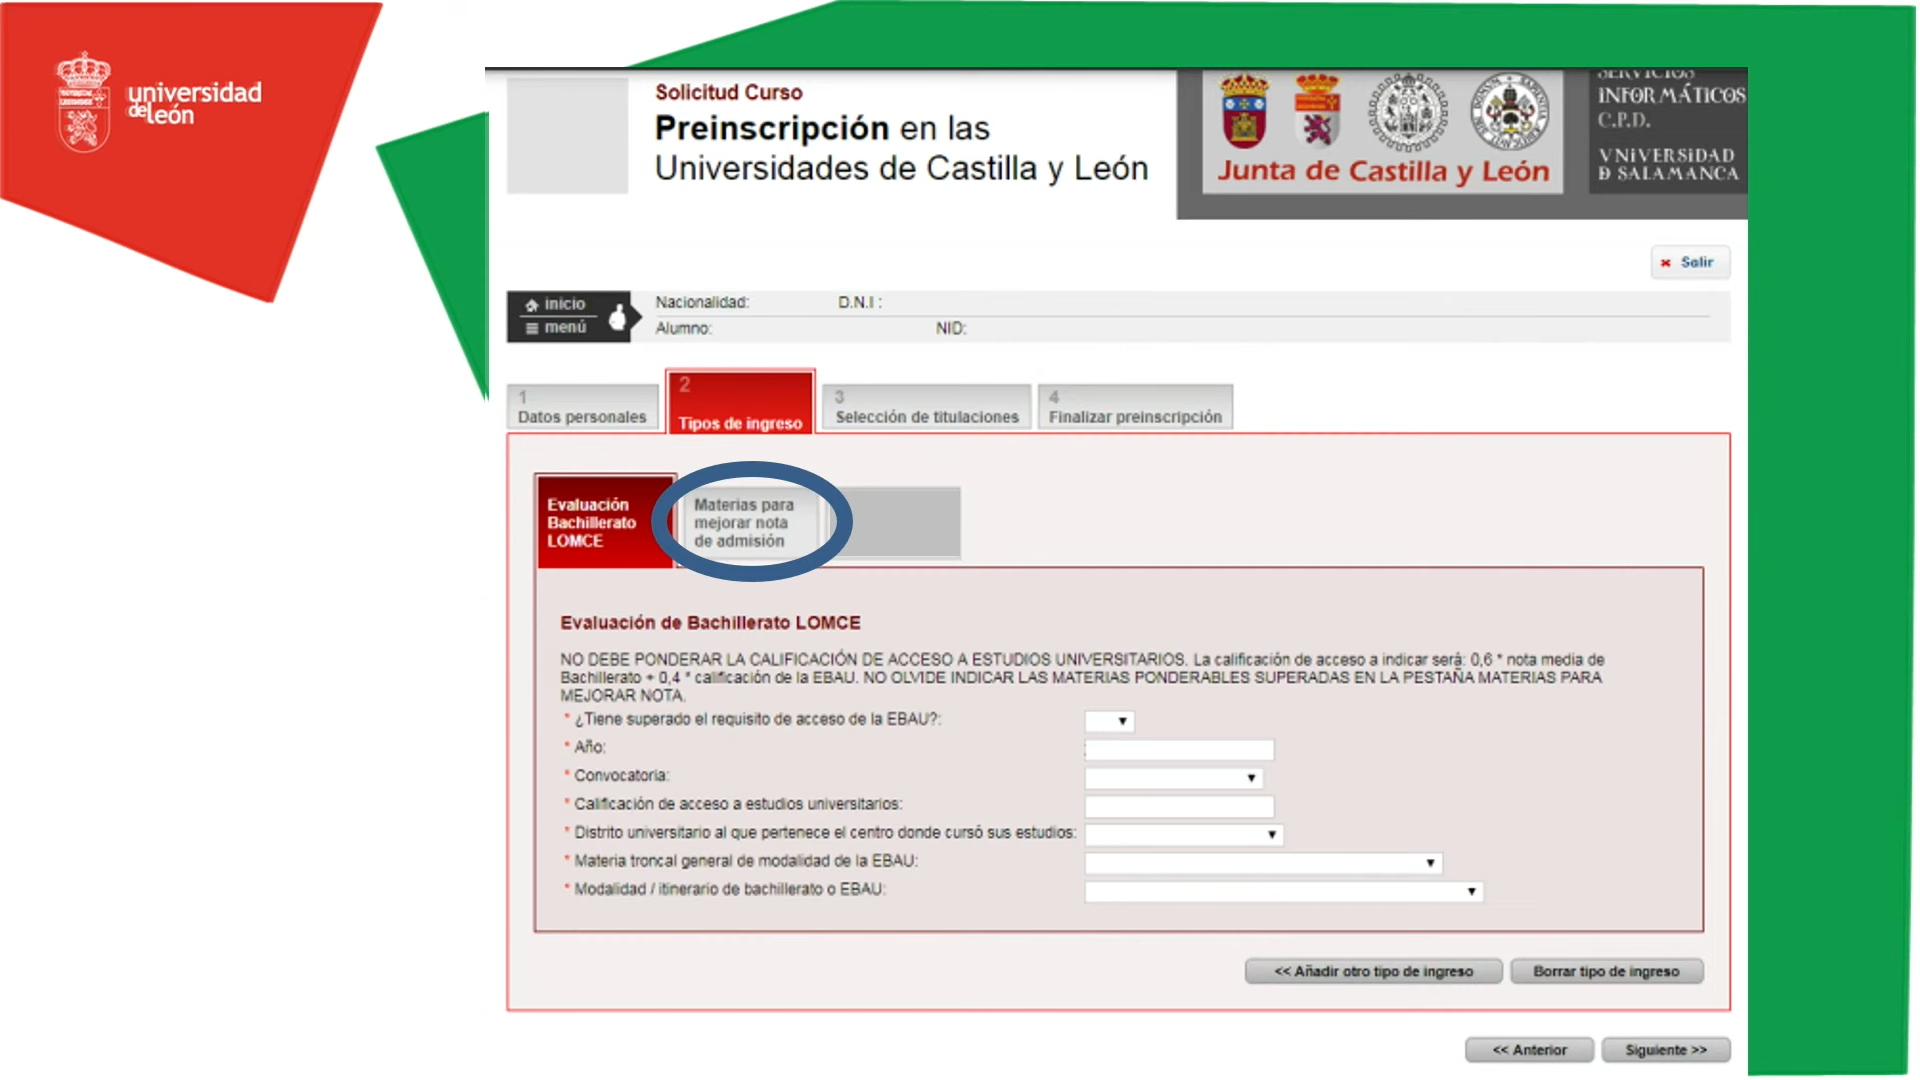 universidad
deleón
Solicitud Curso
Preinscripción en las
Universidades de Castilla y León
Junta de Castilla y León
SERVICIOS
INFORMÁTICOS
C.P.D.
VNiVERSiDAD
D SALAMANCA
Salir
inicio
menú
Nacionalidad: D.N.I :
Alumno: NID:
1
Datos personales
2
Tipos de ingreso
3
Selección de titulaciones
4
Finalizar preinscripción
Evaluación
Bachillerato
LOMCE
Materias para
mejorar nota
de admisión
Evaluación de Bachillerato LOMCE
NO DEBE PONDERAR LA CALIFICACIÓN DE ACCESO A ESTUDIOS UNIVERSITARIOS. La calificación de acceso a indicar será: 0,6 * nota media de
Bachillerato + 0,4 * calificación de la EBAU. NO OLVIDE INDICAR LAS MATERIAS PONDERABLES SUPERADAS EN LA PESTAÑA MATERIAS PARA
MEJORAR NOTA.
* ¿Tiene superado el requisito de acceso de la EBAU?:
* Año:
* Convocatoria:
* Calificación de acceso a estudios universitarios:
* Distrito universitario al que pertenece el centro donde cursó sus estudios:
* Materia troncal general de modalidad de la EBAU:
* Modalidad / itinerario de bachillerato o EBAU:
<< Añadir otro tipo de ingreso
Borrar tipo de ingreso
<< Anterior
Siguiente >>